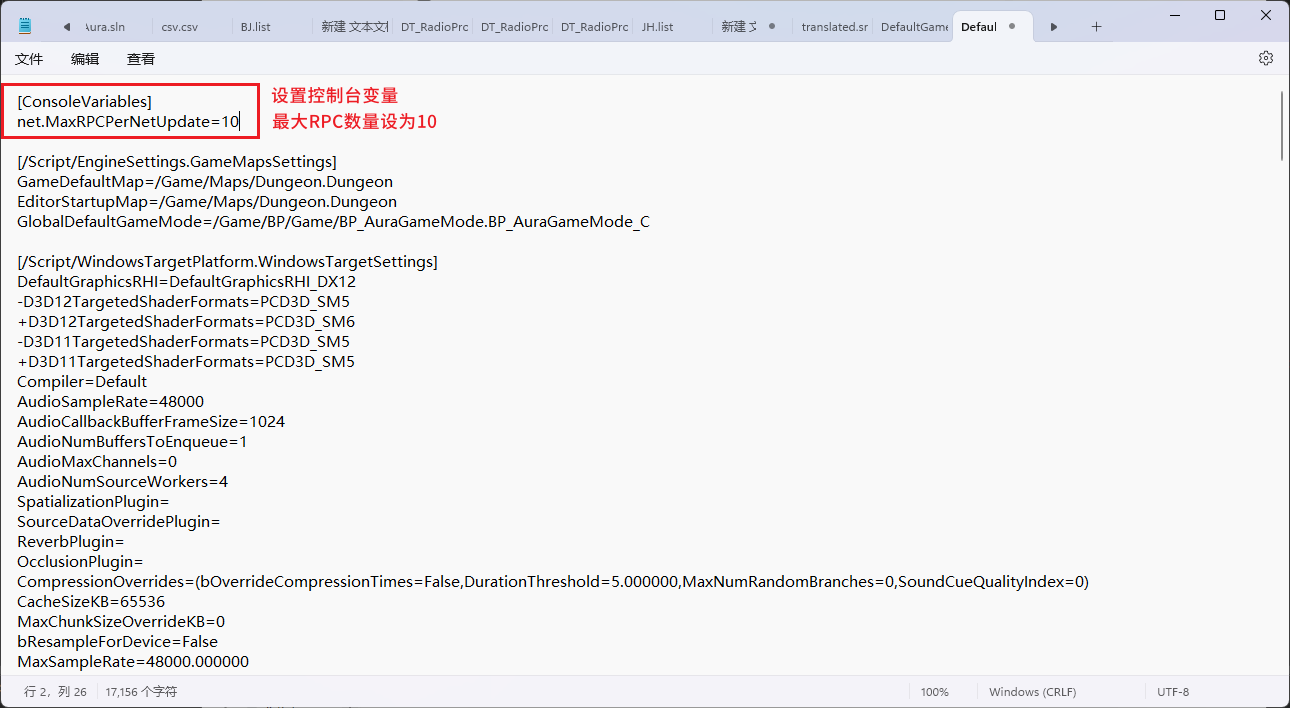 Aura.sln csv.csv BJ.list 新建 文本文 DT_RadioPrc DT_RadioPrc DT_RadioPrc JH.list 新建 文 translated.sr DefaultGame Defaul
文件 编辑 查看
[ConsoleVariables]
net.MaxRPCPerNetUpdate=10
设置控制台变量
最大RPC数量设为10
[/Script/EngineSettings.GameMapsSettings]
GameDefaultMap=/Game/Maps/Dungeon.Dungeon
EditorStartupMap=/Game/Maps/Dungeon.Dungeon
GlobalDefaultGameMode=/Game/BP/Game/BP_AuraGameMode.BP_AuraGameMode_C
[/Script/WindowsTargetPlatform.WindowsTargetSettings]
DefaultGraphicsRHI=DefaultGraphicsRHI_DX12
-D3D12TargetedShaderFormats=PCD3D_SM5
+D3D12TargetedShaderFormats=PCD3D_SM6
-D3D11TargetedShaderFormats=PCD3D_SM5
+D3D11TargetedShaderFormats=PCD3D_SM5
Compiler=Default
AudioSampleRate=48000
AudioCallbackBufferFrameSize=1024
AudioNumBuffersToEnqueue=1
AudioMaxChannels=0
AudioNumSourceWorkers=4
SpatializationPlugin=
SourceDataOverridePlugin=
ReverbPlugin=
OcclusionPlugin=
CompressionOverrides=(bOverrideCompressionTimes=False,DurationThreshold=5.000000,MaxNumRandomBranches=0,SoundCueQualityIndex=0)
CacheSizeKB=65536
MaxChunkSizeOverrideKB=0
bResampleForDevice=False
MaxSampleRate=48000.000000
行 2，列 26 17,156 个字符 100% Windows (CRLF) UTF-8